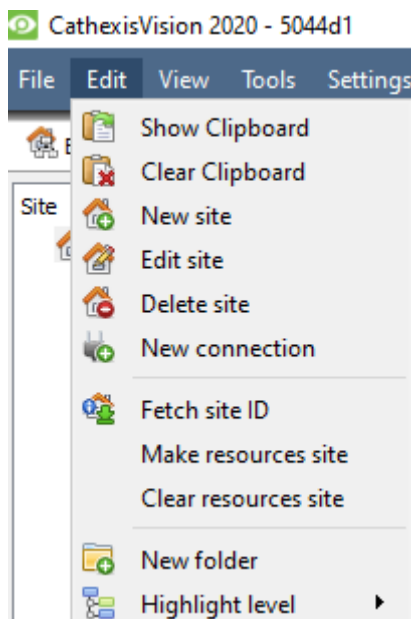 CathexisVision 2020 - 5044d1
File Edit View Tools Settings
Show Clipboard
Clear Clipboard
Site
New site
Edit site
Delete site
New connection
Fetch site ID
Make resources site
Clear resources site
New folder
Highlight level